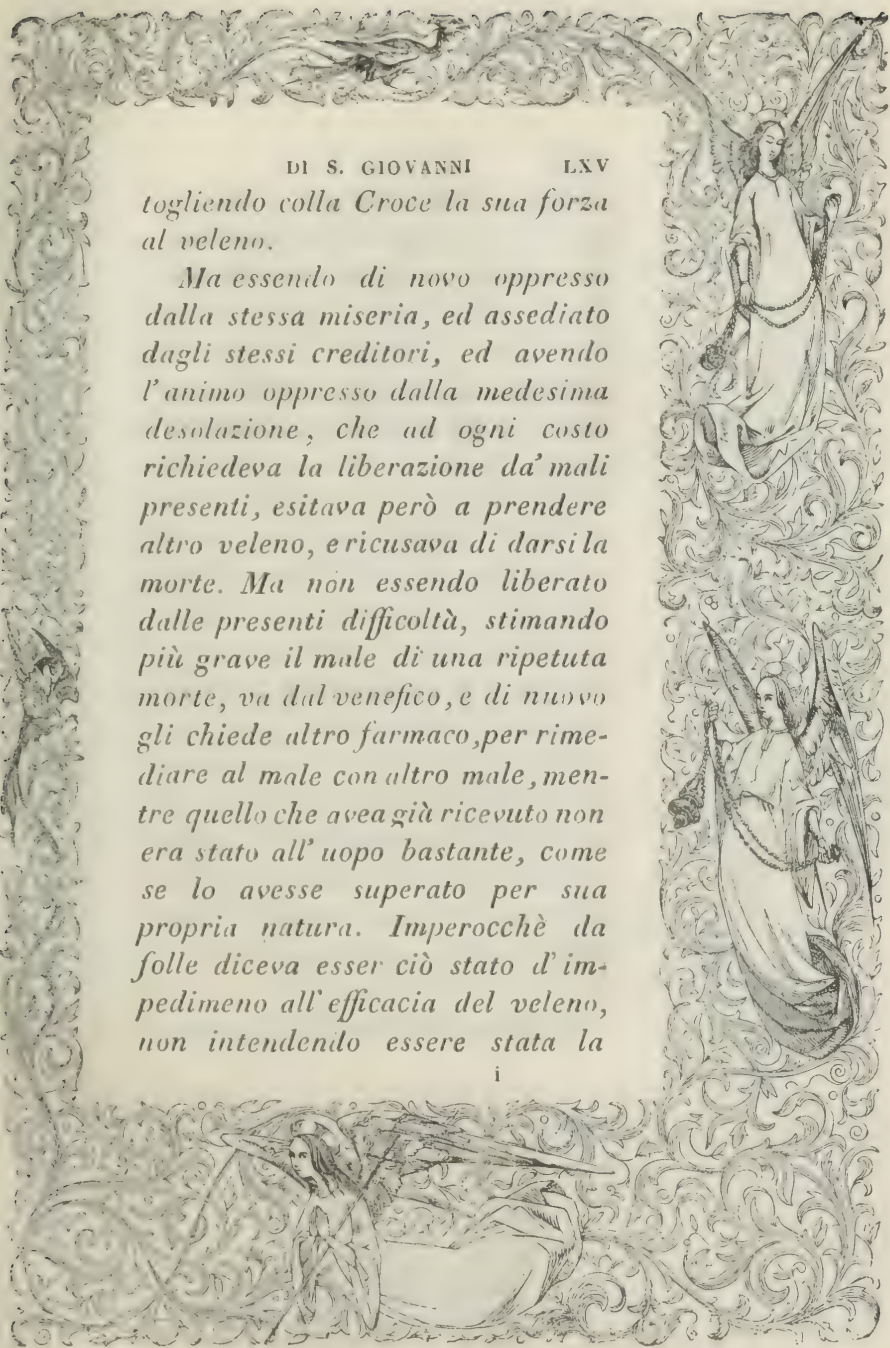 DI S. GIOVANNI LXV
togliendo colla Croce la sua forza
al veleno.
Ma essendo di novo oppresso
dalla stessa miseria, ed assediato
dagli stessi creditori, ed avendo
l'animo oppresso dalla medesima
desolazione, che ad ogni costo
richiedeva la liberazione da' mali
presenti, esitava però a prendere
altro veleno, e ricusava di darsi la
morte. Ma non essendo liberato
dalle presenti difficoltà, stimando
più grave il male di una ripetuta
morte, va dal venefico, e di nuovo
gli chiede altro farmaco, per rime-
diare al male con altro male, men-
tre quello che avea già ricevuto non
era stato all' uopo bastante, come
se lo avesse superato per sua
propria natura. Imperocchè da
folle diceva esser ciò stato d' im-
pedimeno all' efficacia del veleno,
non intendendo essere stata la
i